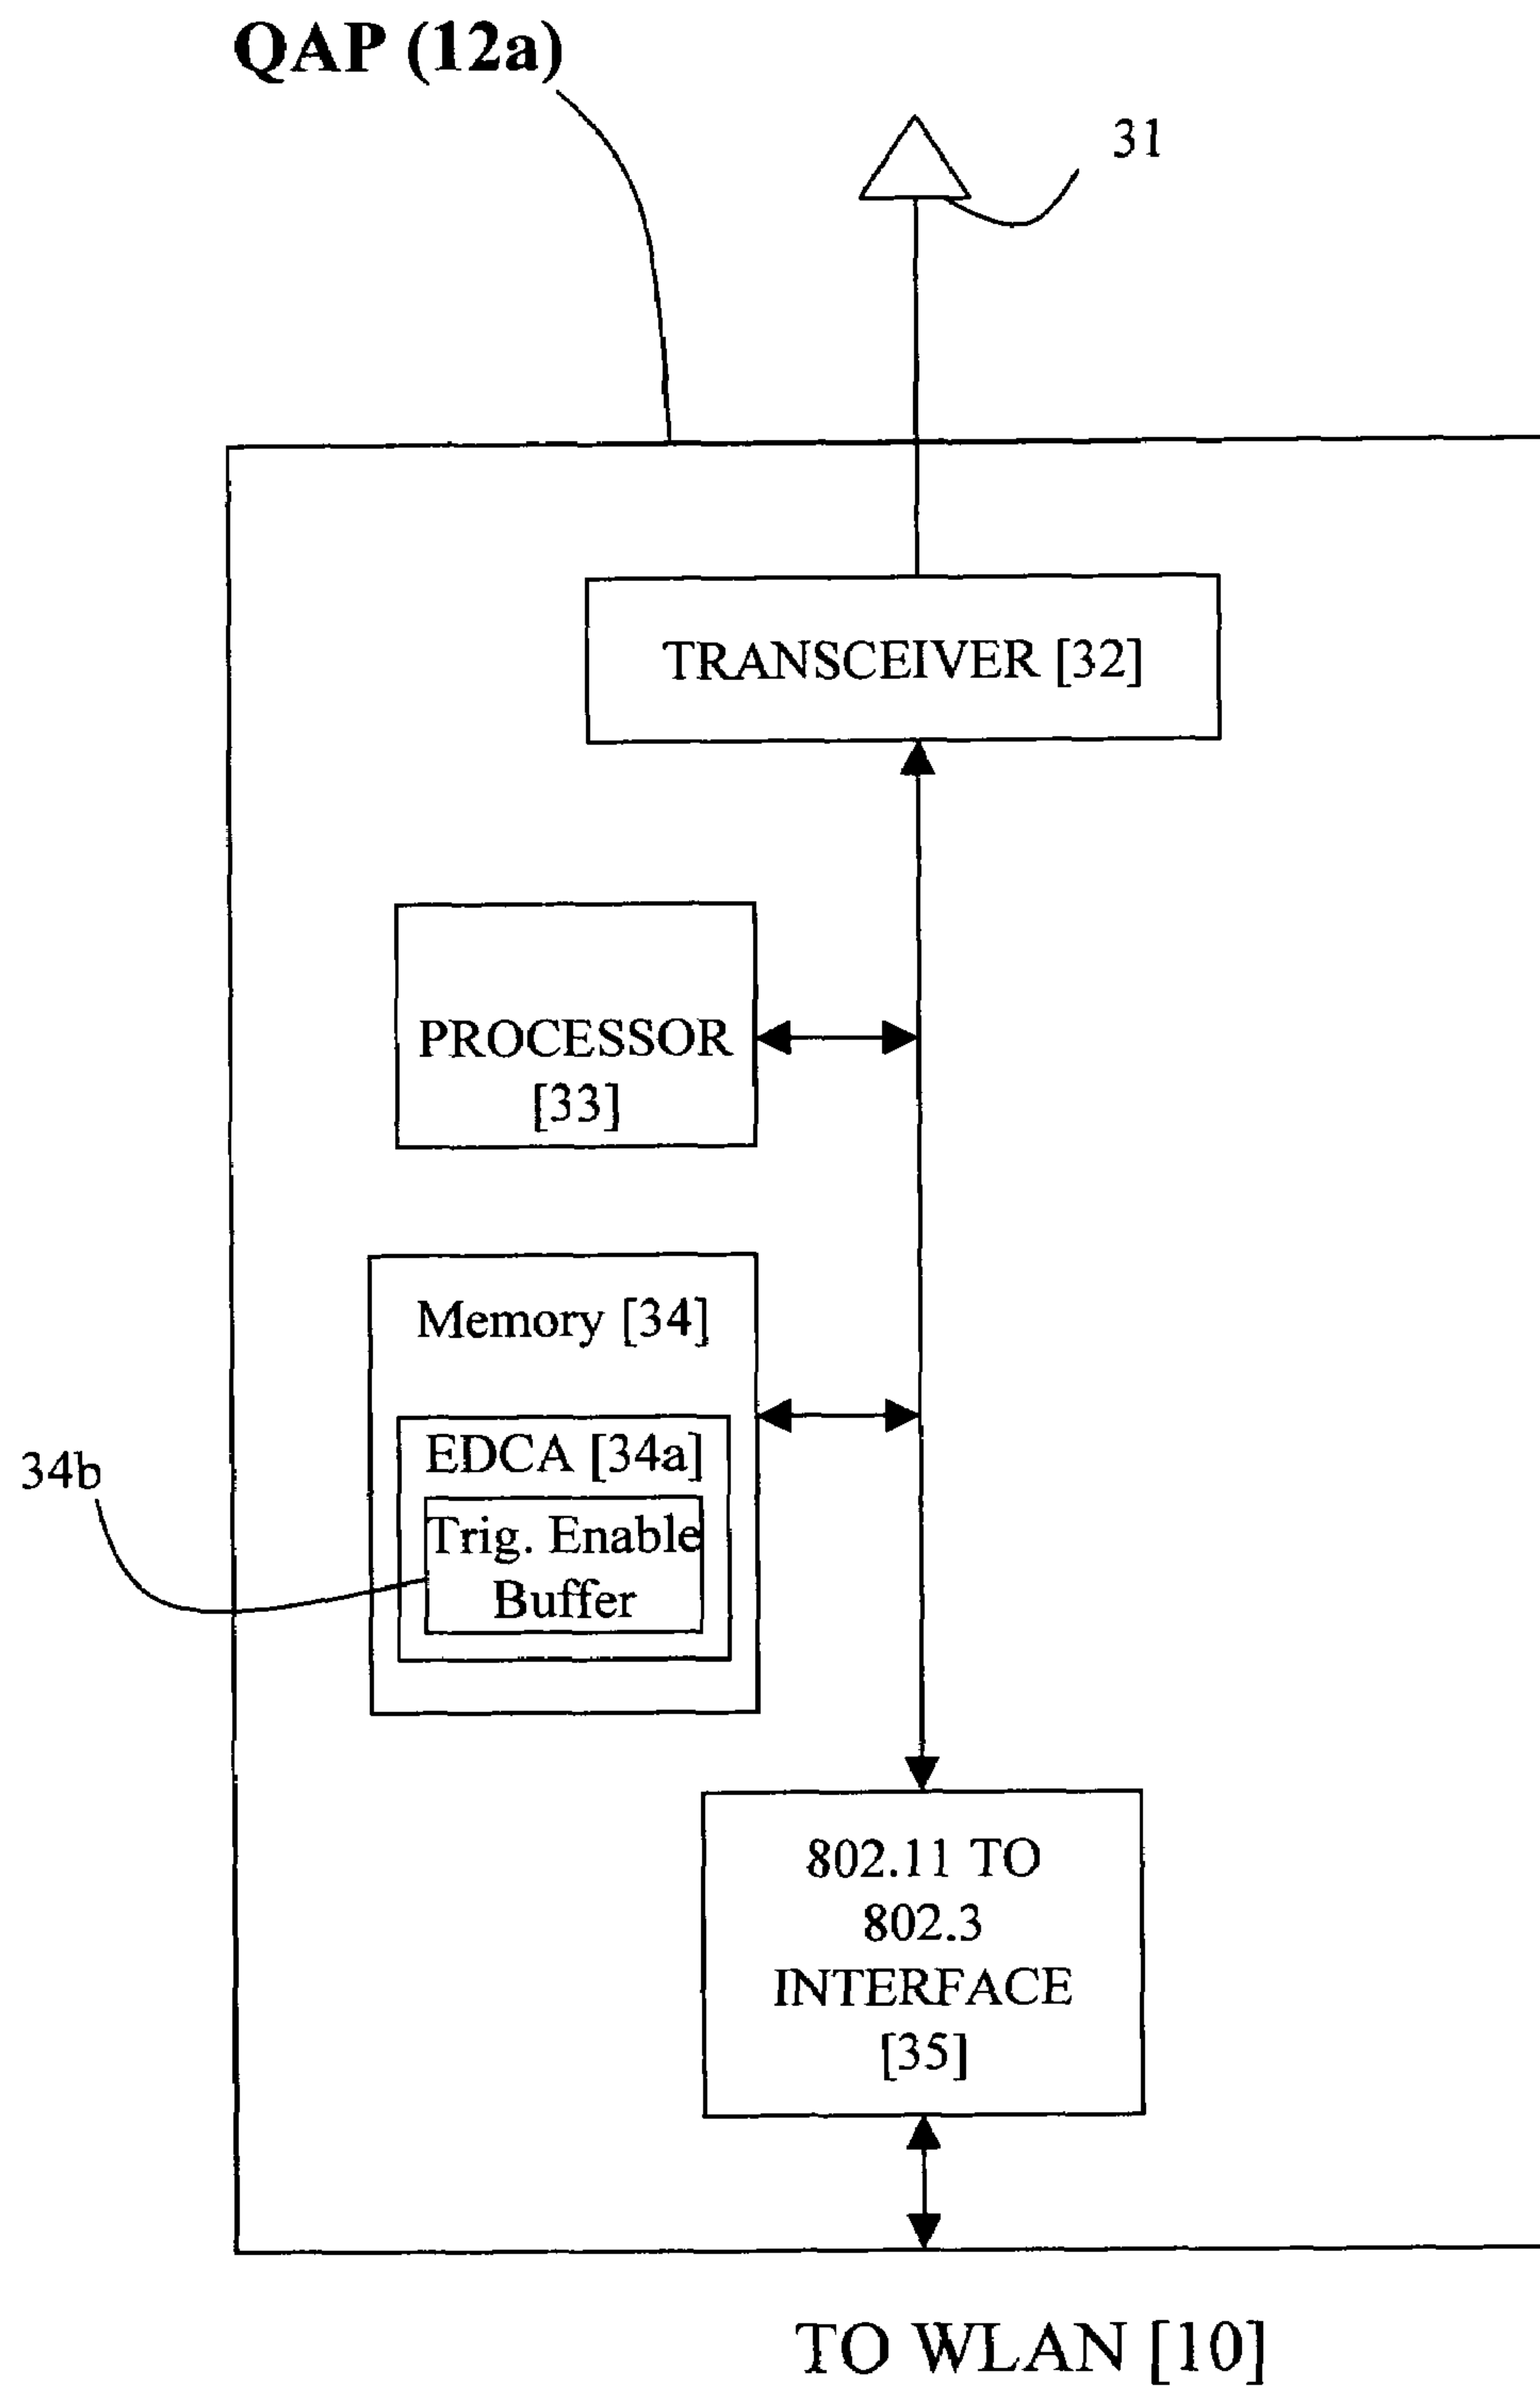 QAP (12a)
31
TRANSCEIVER [32]
PROCESSOR
[33]
Memory [34]
EDCA [34a]
34b
Trig. Enable
Buffer
802.11 TO
802.3
INTERFACE
[35]
TO WLAN [10]